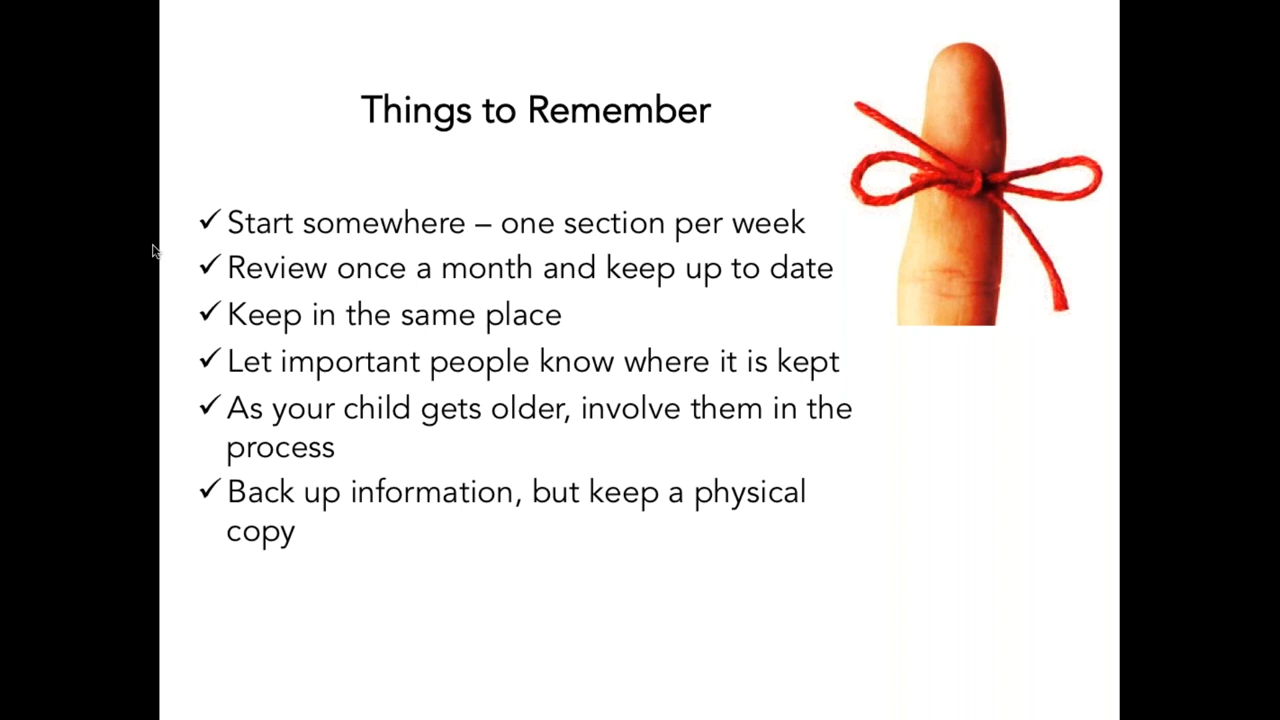 Things to Remember
✓ Start somewhere – one section per week
✓ Review once a month and keep up to date
✓ Keep in the same place
✓ Let important people know where it is kept
✓ As your child gets older, involve them in the
process
✓ Back up information, but keep a physical
copy